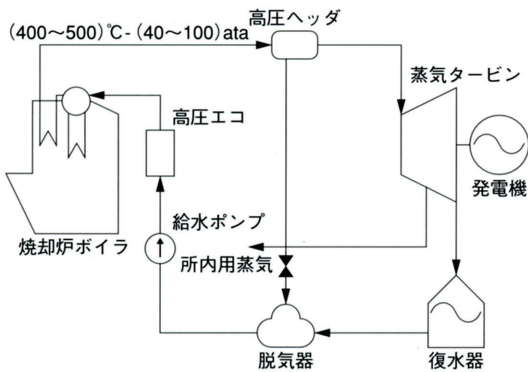 高圧ヘッダ
(400〜500)℃-(40〜100)ata
蒸気タービン
高圧エコ
発電機
給水ポンプ
焼却炉ボイラ
所内用蒸気
脱気器
復水器